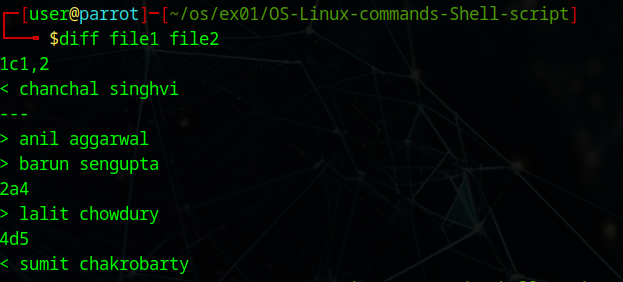 ┌─[user@parrot]─[~/os/ex01/OS-Linux-commands-Shell-script]
└──╼ $diff file1 file2
1c1,2
< chanchal singhvi
---
> anil aggarwal
> barun sengupta
2a4
> lalit chowdury
4d5
< sumit chakrobarty